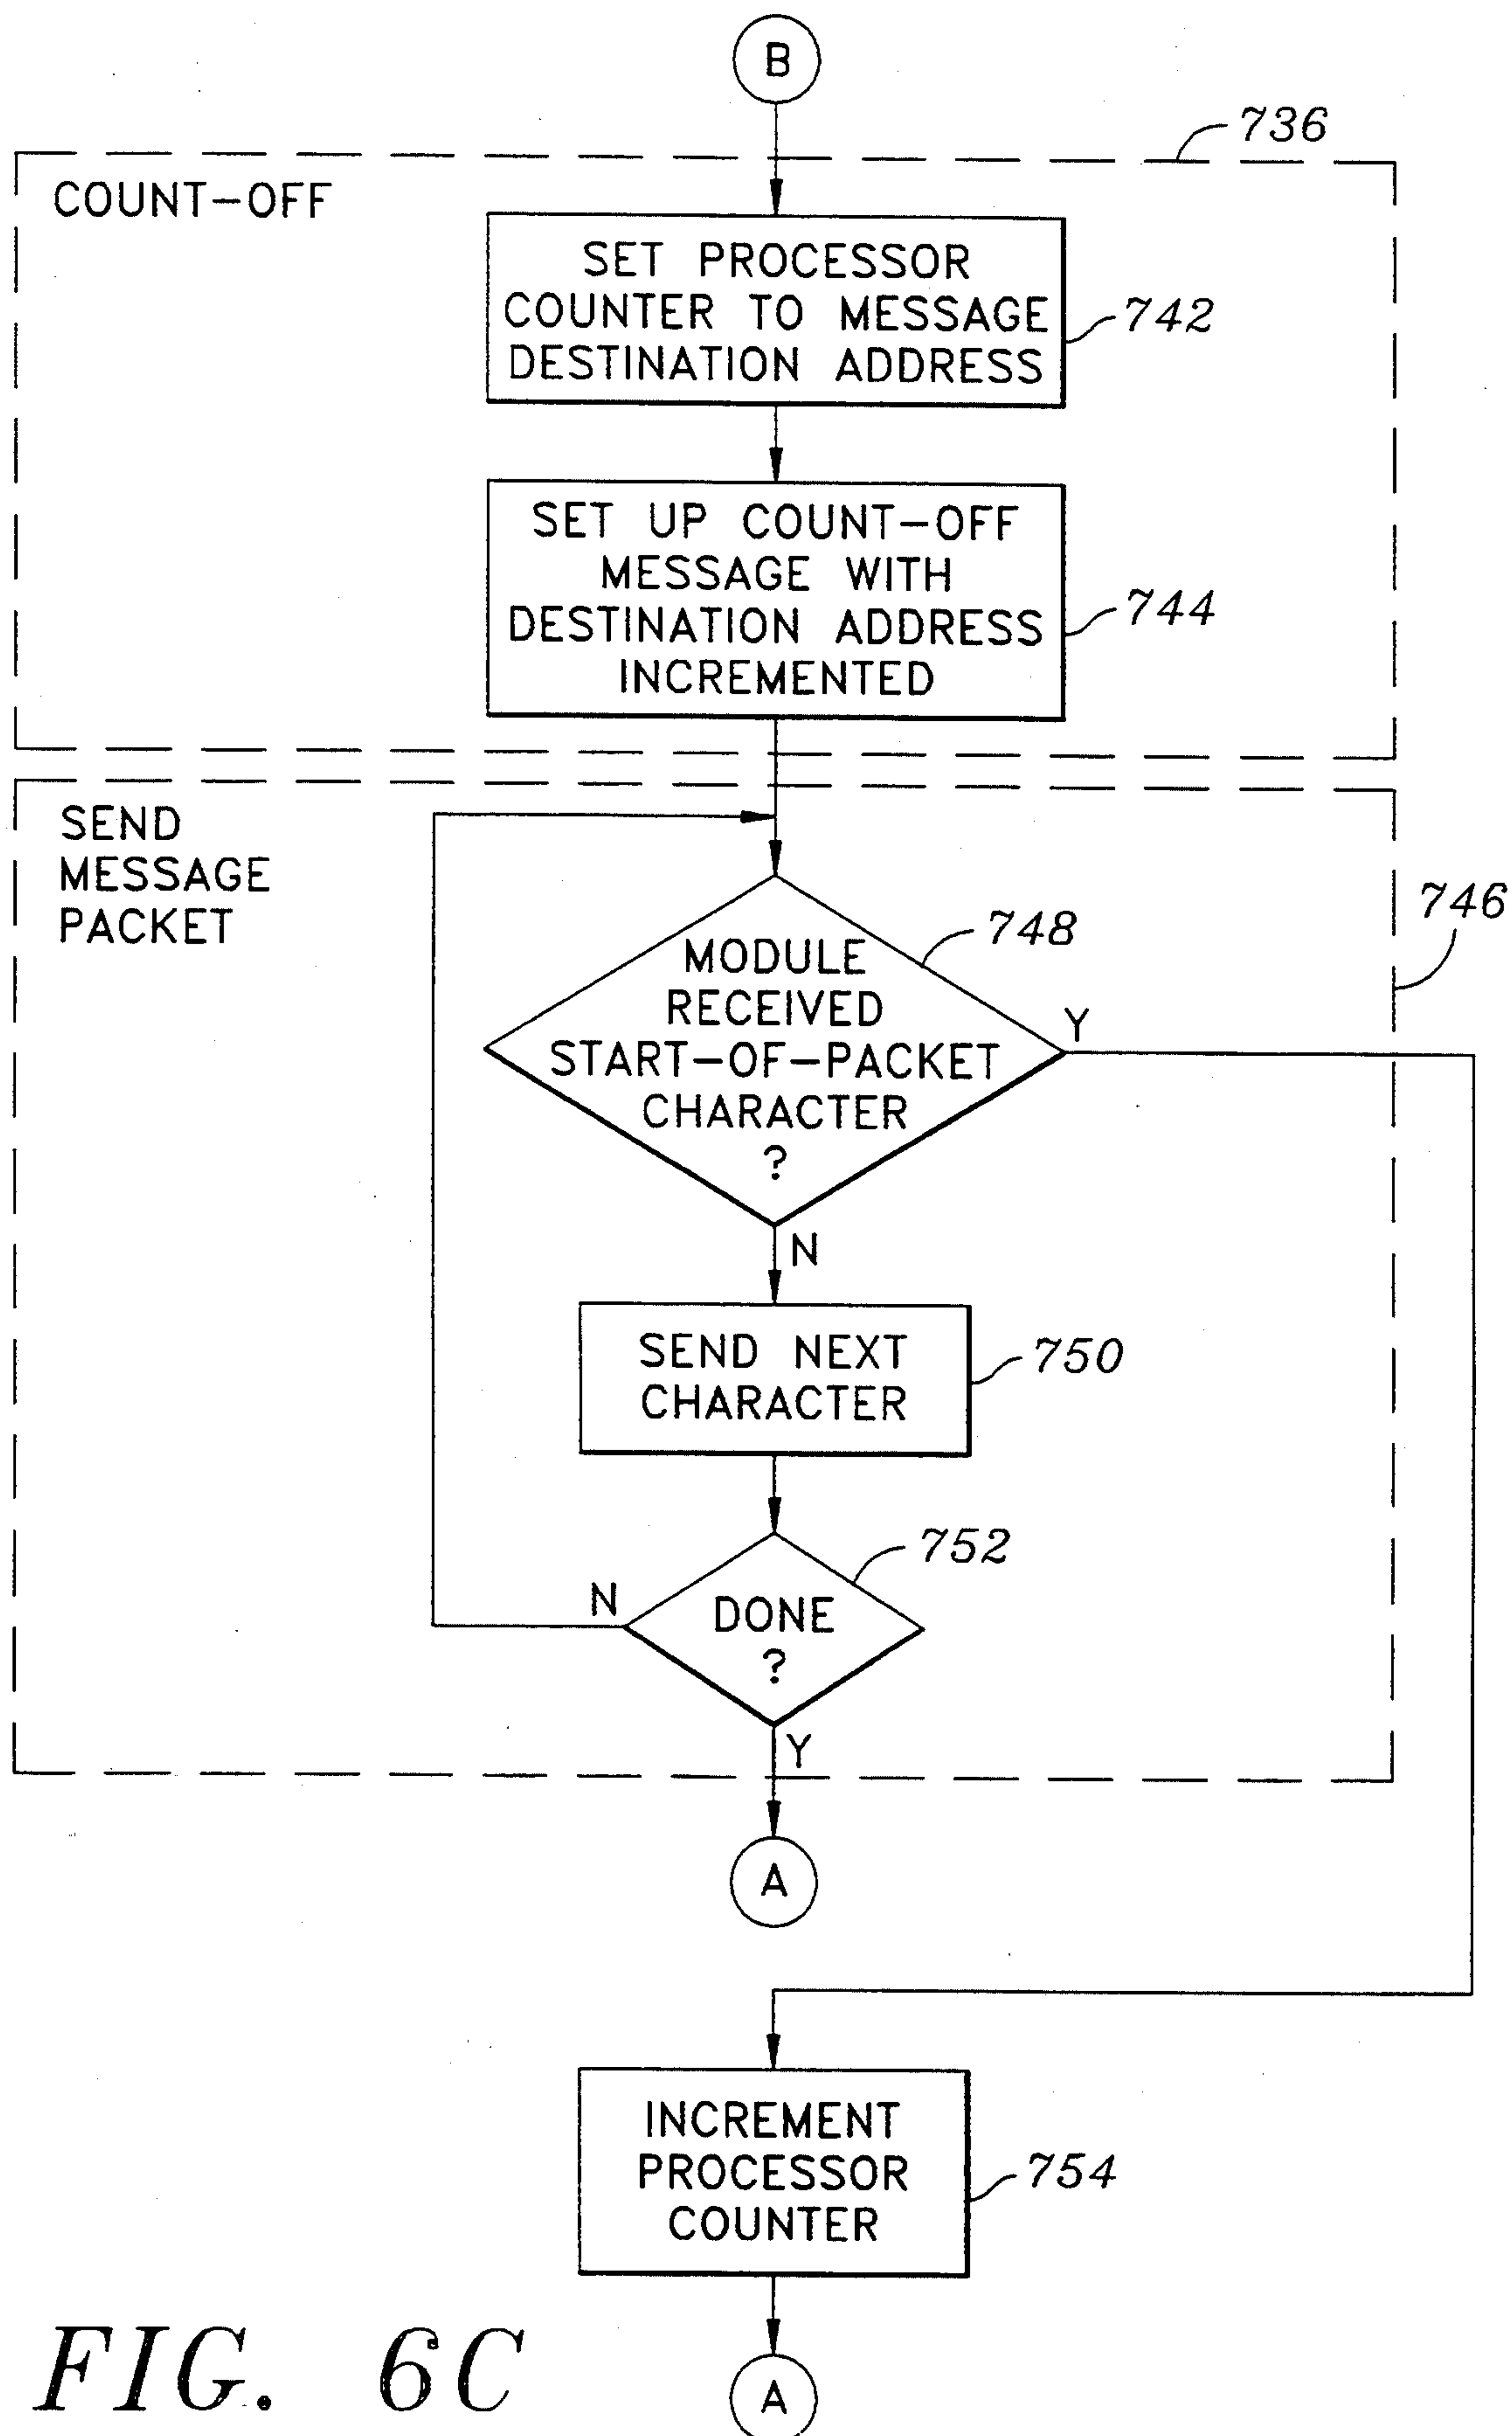 B
736
COUNT-OFF
SET PROCESSOR
COUNTER TO MESSAGE
DESTINATION ADDRESS
742
SET UP COUNT-OFF
MESSAGE WITH
DESTINATION ADDRESS
INCREMENTED
744
SEND
MESSAGE
PACKET
746
748
MODULE
RECEIVED
START-OF-PACKET
CHARACTER
?
Y
N
SEND NEXT
CHARACTER
750
752
DONE
?
N
Y
A
INCREMENT
PROCESSOR
COUNTER
754
A
FIG. 6C